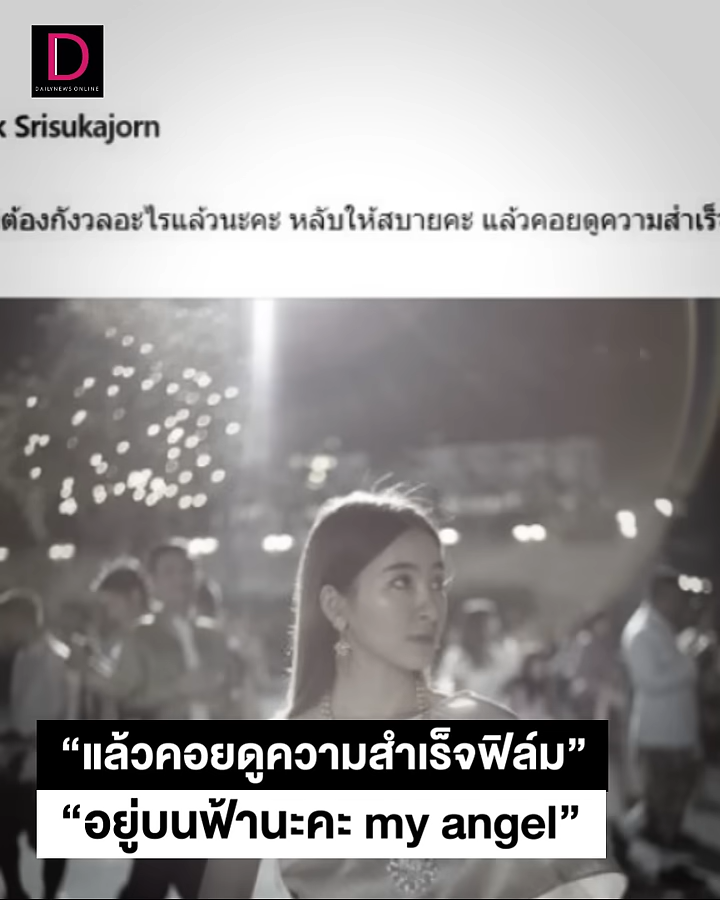 D
DAILYNEWS ONLINE
Srisukajorn
ต้องกังวลอะไรแล้วนะคะ หลับให้สบายคะ แล้วคอยดูความสำเร็จ
“แล้วคอยดูความสำเร็จฟิล์ม”
“อยู่บนฟ้านะคะ my angel”